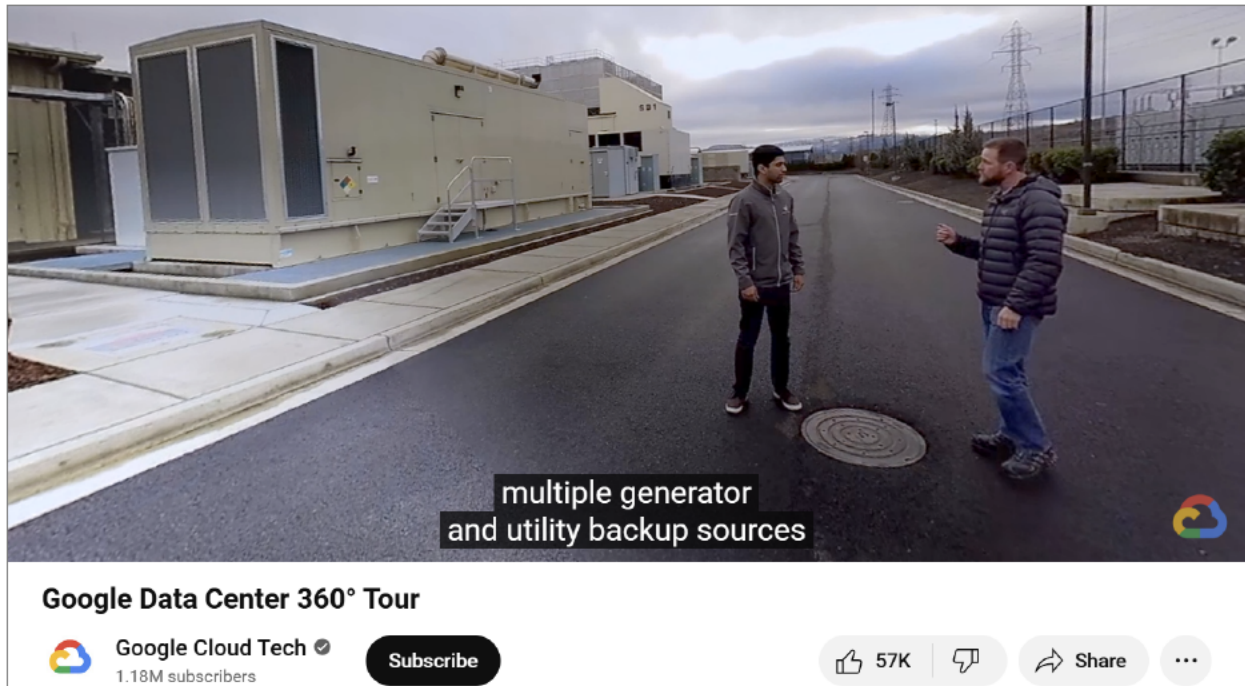 SB1
multiple generator
and utility backup sources
Google Data Center 360° Tour
Google Cloud Tech
1.18M subscribers
Subscribe
57K
Share